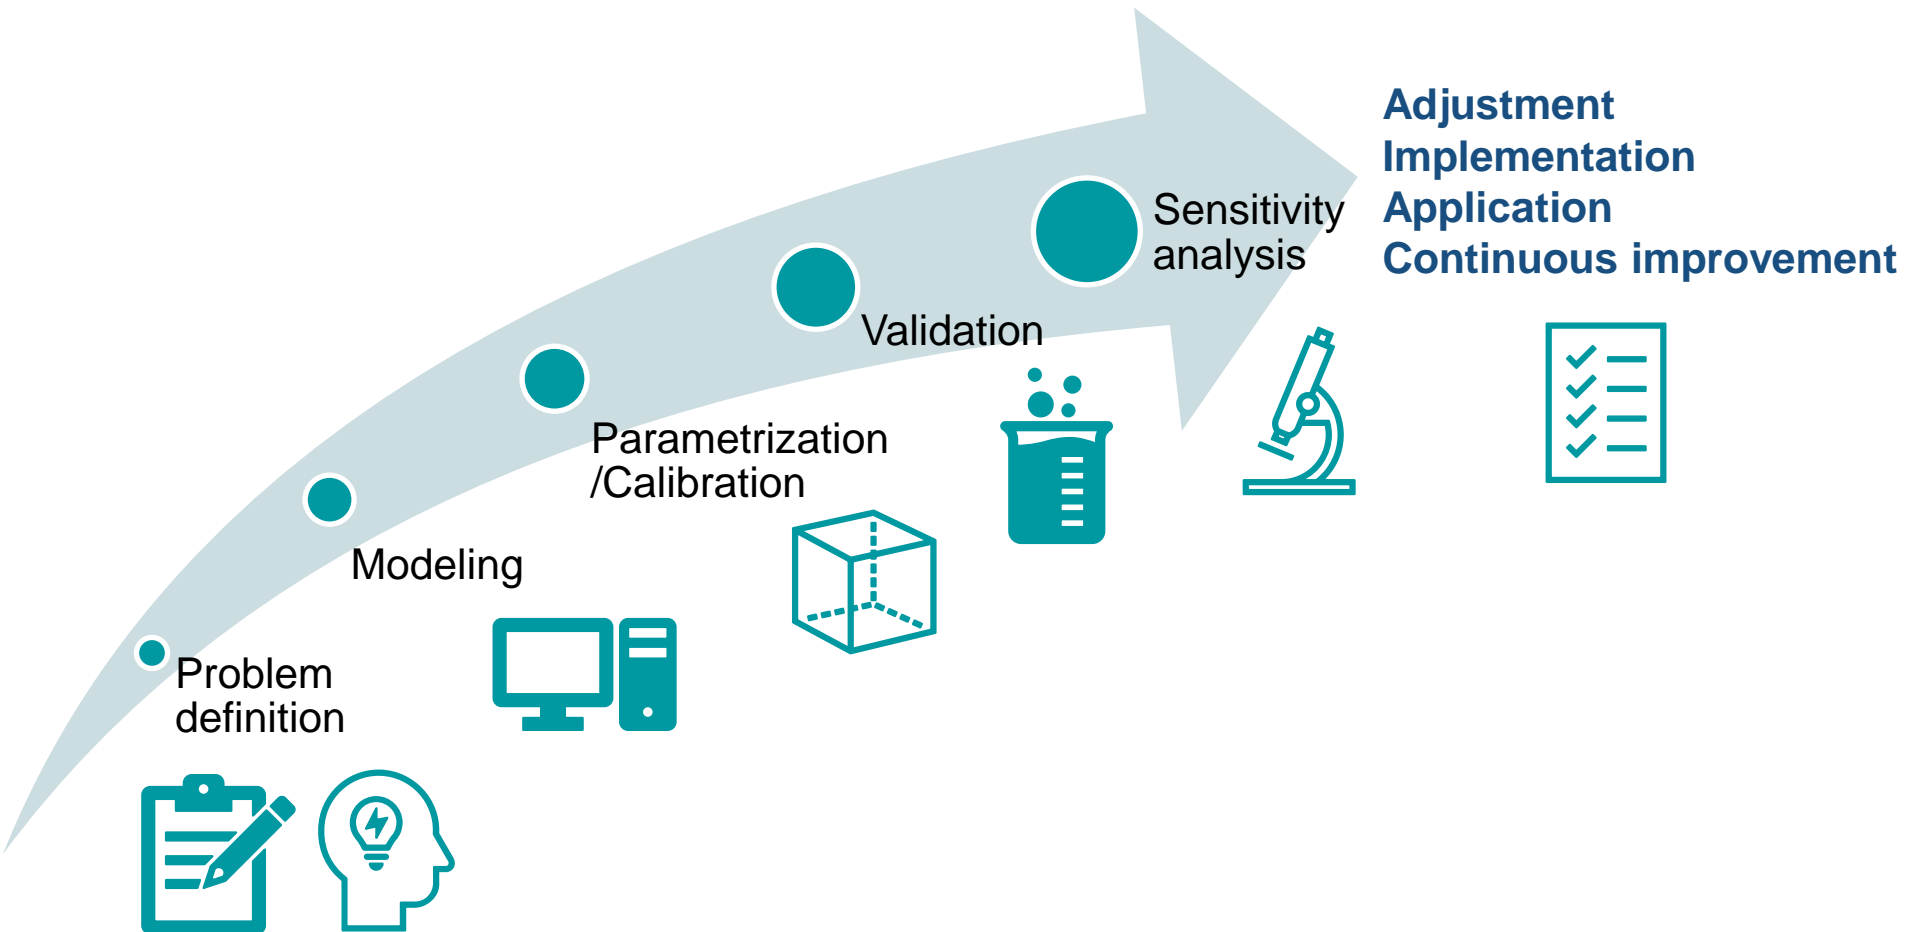 Problem
definition
Modeling
Parametrization
/Calibration
Validation
Sensitivity
analysis
Adjustment
Implementation
Application
Continuous improvement